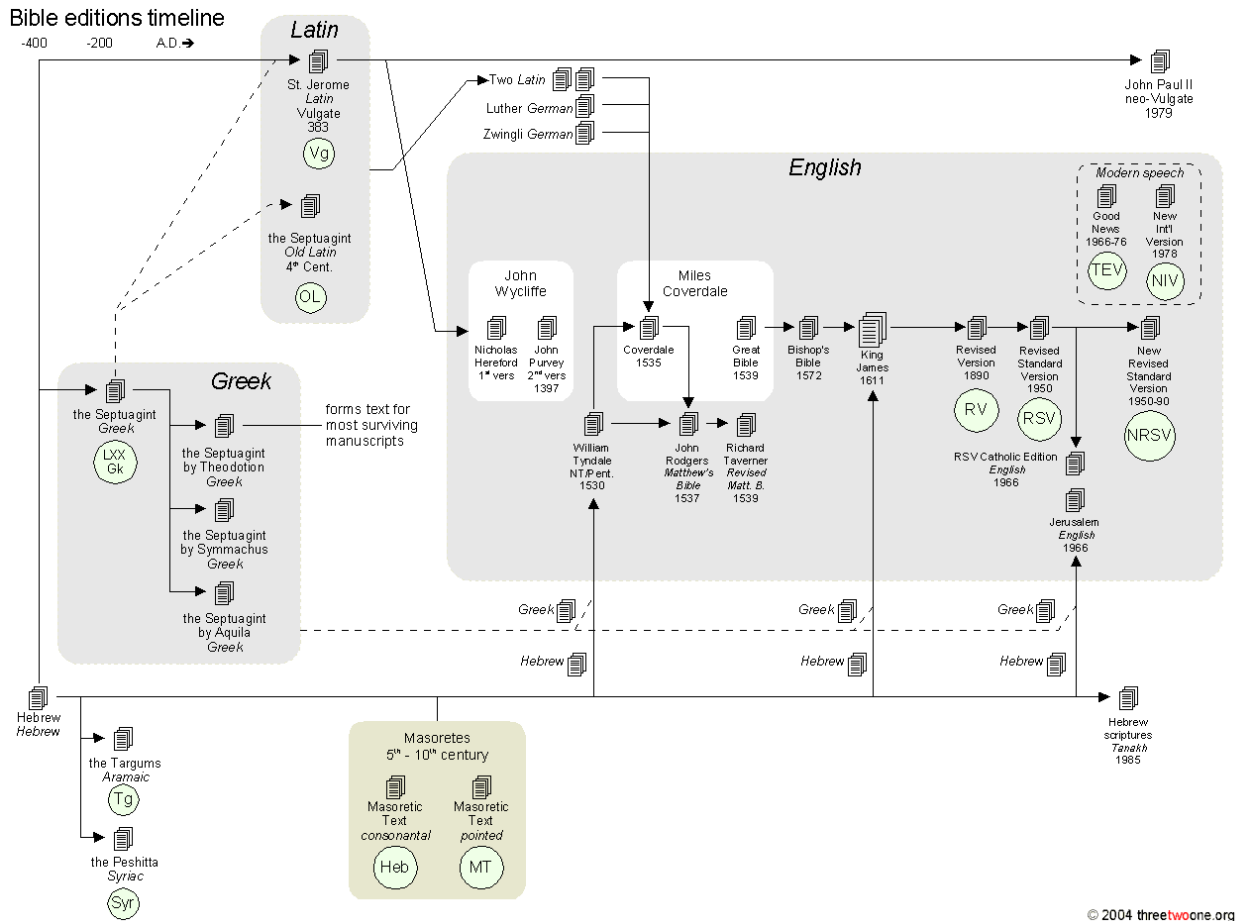 Bible editions timeline
-400 -200 A.D.
Latin
St. Jerome
Latin
Vulgate
383
Vg
the Septuagint
Old Latin
4th Cent.
OL
Two Latin
Luther German
Zwingli German
John Paul II
neo-Vulgate
1979
English
Modern speech
Good
News
1966-76
TEV
New
Int'l
Version
1978
NIV
John
Wycliffe
Nicholas
Hereford
1st vers
John
Purvey
2nd vers
1397
Miles
Coverdale
Coverdale
1535
Great
Bible
1539
Bishop's
Bible
1572
King
James
1611
Revised
Version
1890
RV
Revised
Standard
Version
1950
RSV
New
Revised
Standard
Version
1950-90
NRSV
William
Tyndale
NT/Pent.
1530
John
Rodgers
Matthew's
Bible
1537
Richard
Taverner
Revised
Matt. B.
1539
RSV Catholic Edition
English
1966
Jerusalem
English
1966
Greek
the Septuagint
Greek
LXX
Gk
the Septuagint
by Theodotion
Greek
forms text for
most surviving
manuscripts
the Septuagint
by Symmachus
Greek
the Septuagint
by Aquila
Greek
Greek
Greek
Greek
Hebrew
Hebrew
Hebrew
Hebrew
Hebrew
the Targums
Aramaic
Tg
the Peshitta
Syriac
Syr
Masoretes
5th - 10th century
Masoretic
Text
consonantal
Heb
Masoretic
Text
pointed
MT
Hebrew
scriptures
Tanakh
1985
© 2004 threetwoone.org